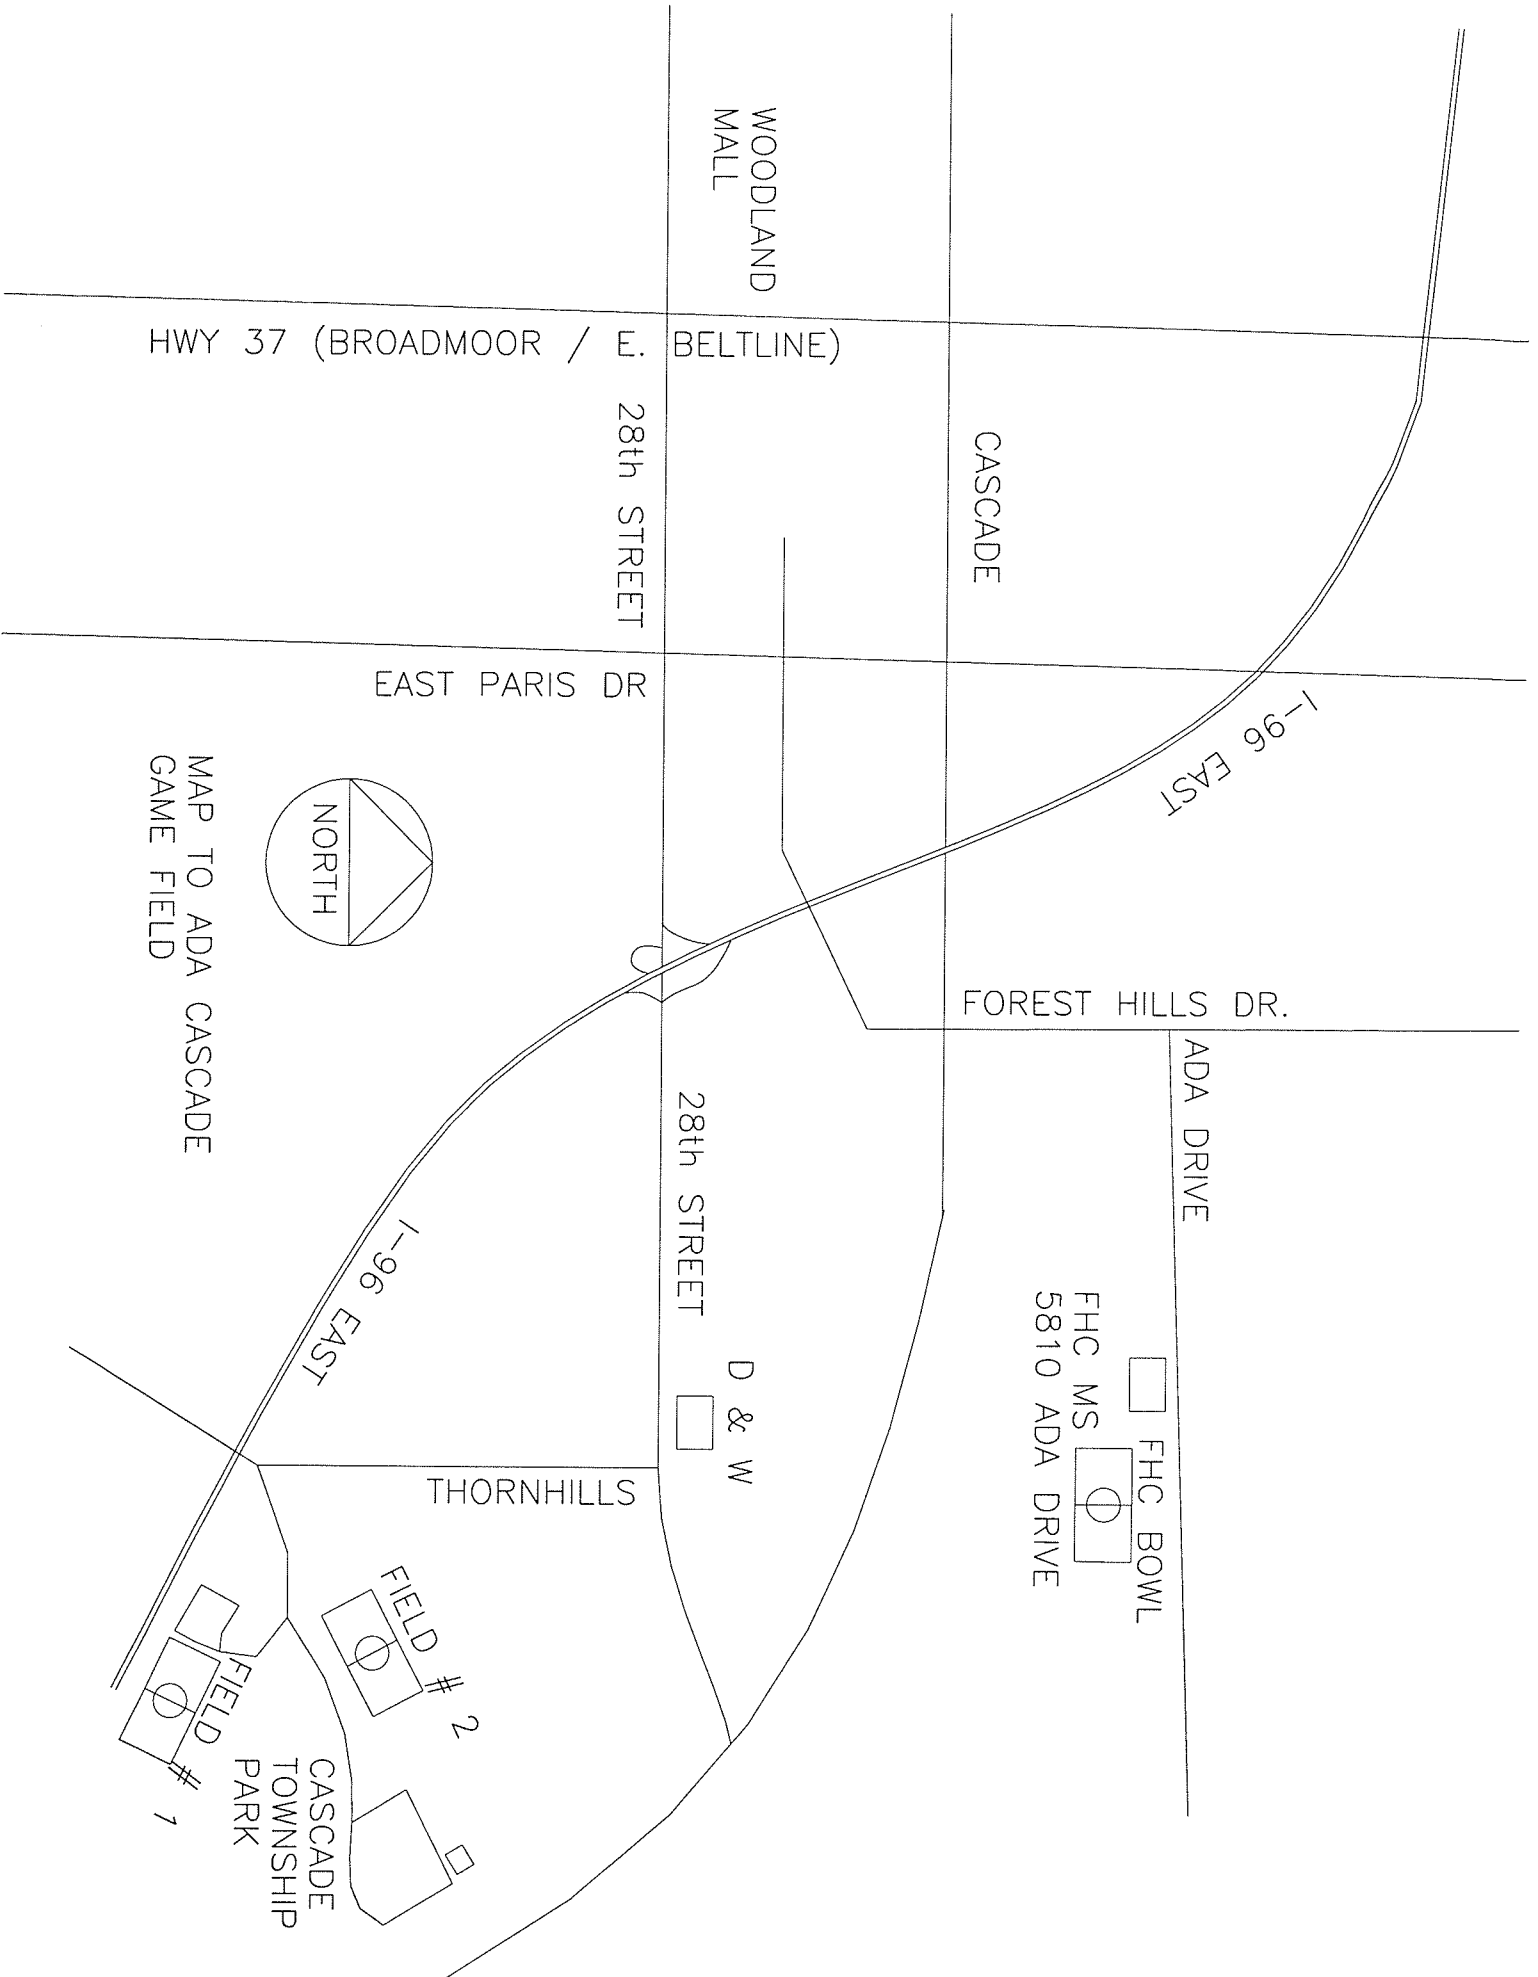 WOODLAND
MALL
HWY 37 (BROADMOOR / E. BELTLINE)
28th STREET
CASCADE
EAST PARIS DR
I-96 EAST
NORTH
MAP TO ADA CASCADE
GAME FIELD
FOREST HILLS DR.
ADA DRIVE
28th STREET
I-96 EAST
D & W
FHC BOWL
FHC MS
5810 ADA DRIVE
THORNHILLS
FIELD # 2
FIELD # 1
CASCADE
TOWNSHIP
PARK